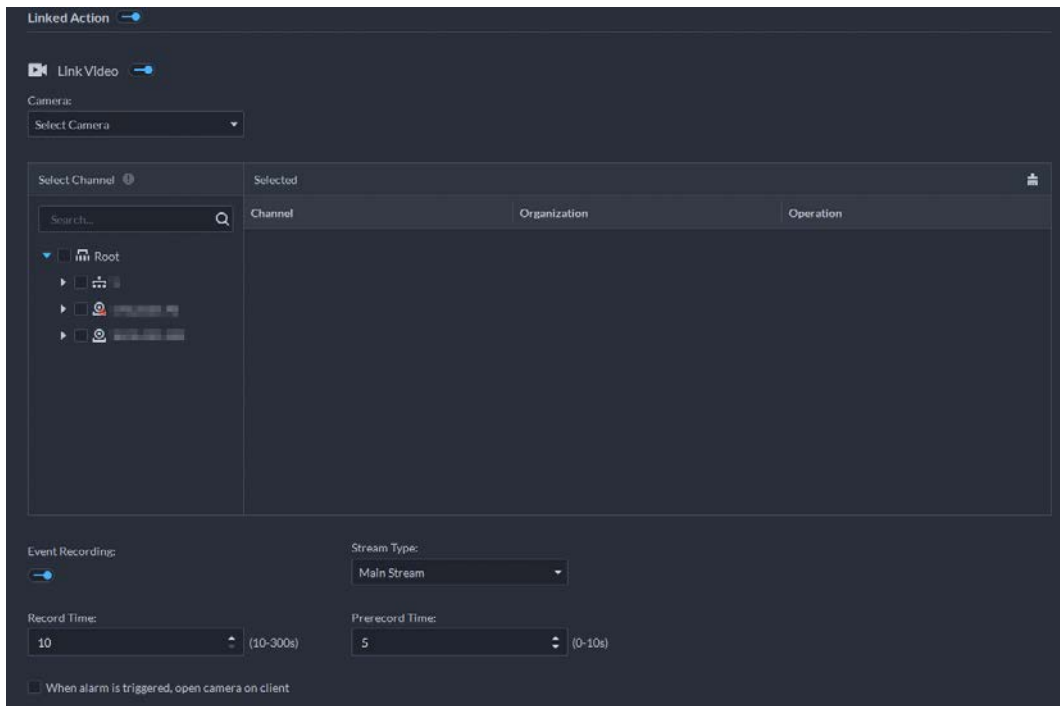 Linked Action
Link Video
Camera:
Select Camera
Select Channel
Selected
Search...
Channel Organization Operation
Root
Event Recording:
Stream Type:
Main Stream
Record Time:
Prerecord Time:
10 (10-300s)
5 (0-10s)
When alarm is triggered, open camera on client